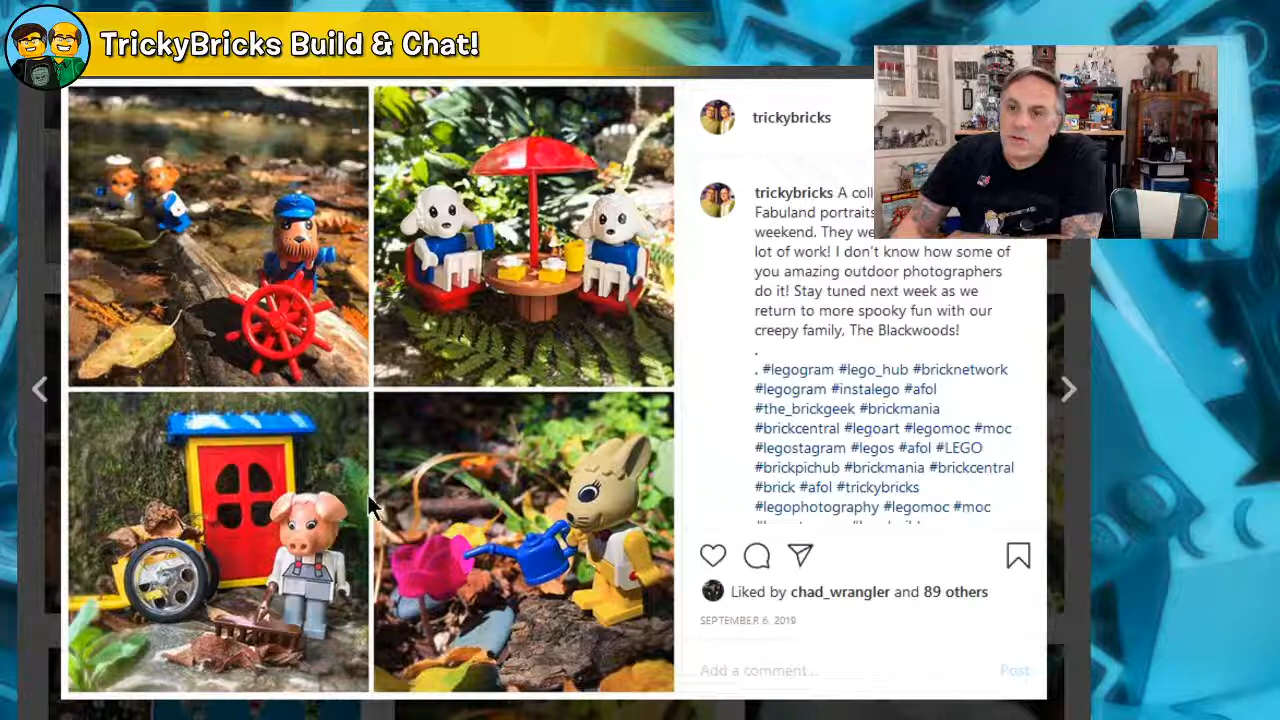 TrickyBricks Build & Chat!
trickybricks
trickybricks A coll
Fabuland portraits
weekend. They we
lot of work! I don't know how some of
you amazing outdoor photographers
do it! Stay tuned next week as we
return to more spooky fun with our
creepy family, The Blackwoods!
.
. #legogram #lego_hub #bricknetwork
#legogram #instalego #afol
#the_brickgeek #brickmania
#brickcentral #legoart #legomoc #moc
#legostagram #legos #afol #LEGO
#brickpichub #brickmania #brickcentral
#brick #afol #trickybricks
#legophotography #legomoc #moc
Liked by chad_wrangler and 89 others
SEPTEMBER 6, 2019
Add a comment...
Post